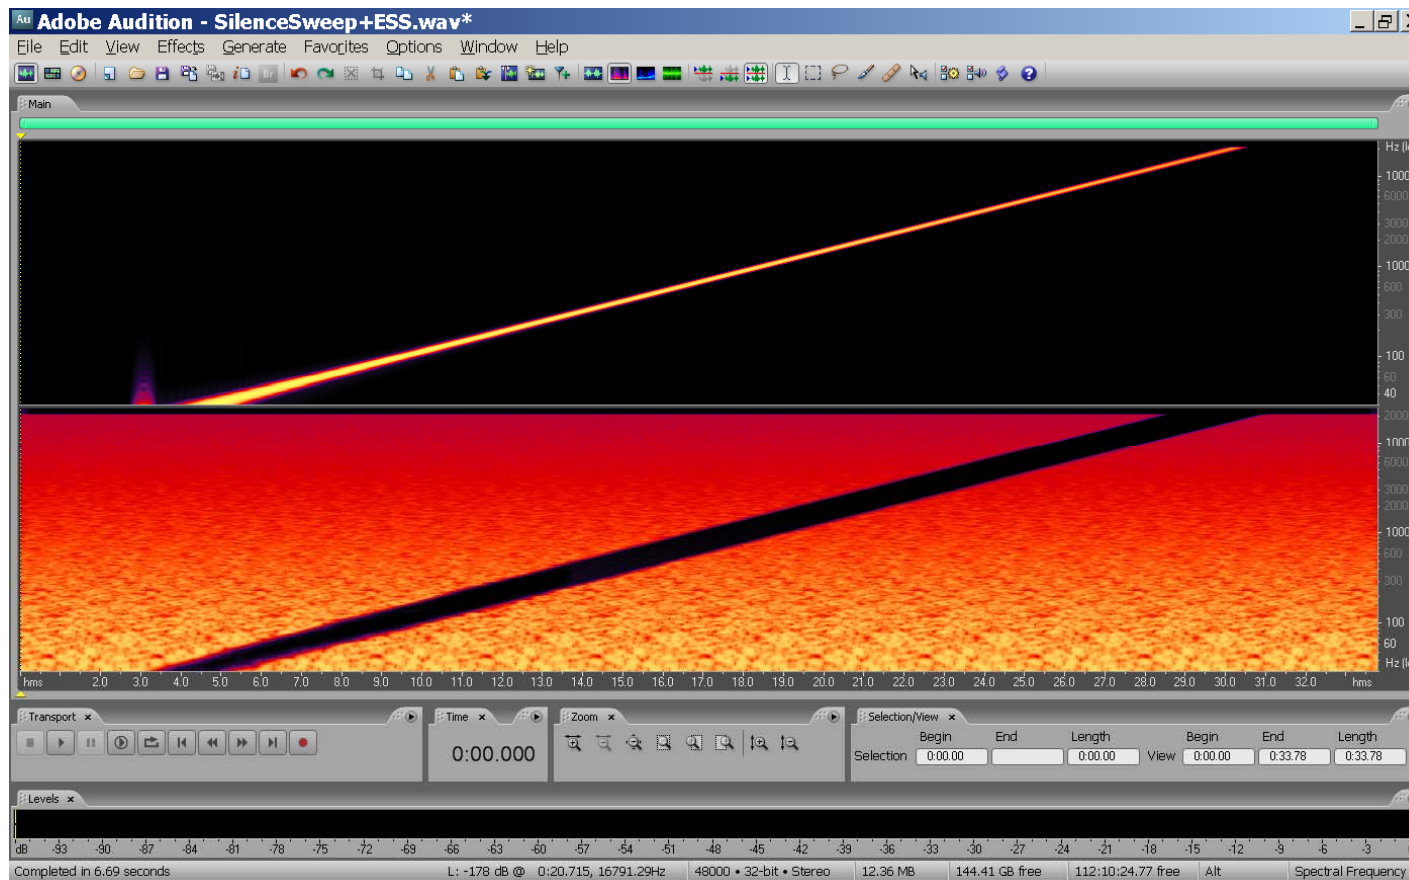 Au Adobe Audition - SilenceSweep+ESS.wav*
File Edit View Effects Generate Favorites Options Window Help
Main
Hz (l
1000
6000
3000
2000
1000
600
300
100
60
40
2000
1000
6000
3000
2000
1000
600
300
100
60
Hz (l
hms 2.0 3.0 4.0 5.0 6.0 7.0 8.0 9.0 10.0 11.0 12.0 13.0 14.0 15.0 16.0 17.0 18.0 19.0 20.0 21.0 22.0 23.0 24.0 25.0 26.0 27.0 28.0 29.0 30.0 31.0 32.0 hms
Transport x Time x Zoom x Selection/View x
Begin End Length Begin End Length
Selection 0:00.00 0:00.00 View 0:00.00 0:33.78 0:33.78
0:00.000
Levels x
dB -93 -90 -87 -84 -81 -78 -75 -72 -69 -66 -63 -60 -57 -54 -51 -48 -45 -42 -39 -36 -33 -30 -27 -24 -21 -18 -15 -12 -9 -6 -3
Completed in 6.69 seconds L: -178 dB @ 0:20.715, 16791.29Hz 48000 • 32-bit • Stereo 12.36 MB 144.41 GB free 112:10:24.77 free Alt Spectral Frequency